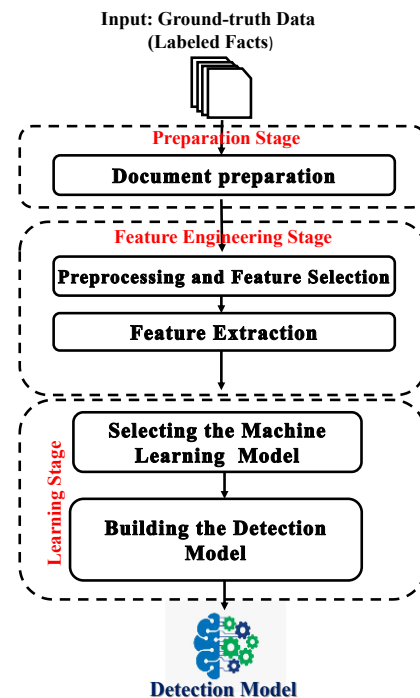 Input: Ground-truth Data
(Labeled Facts)
Preparation Stage
Document preparation
Feature Engineering Stage
Preprocessing and Feature Selection
Feature Extraction
Learning Stage
Selecting the Machine
Learning Model
Building the Detection
Model
Detection Model